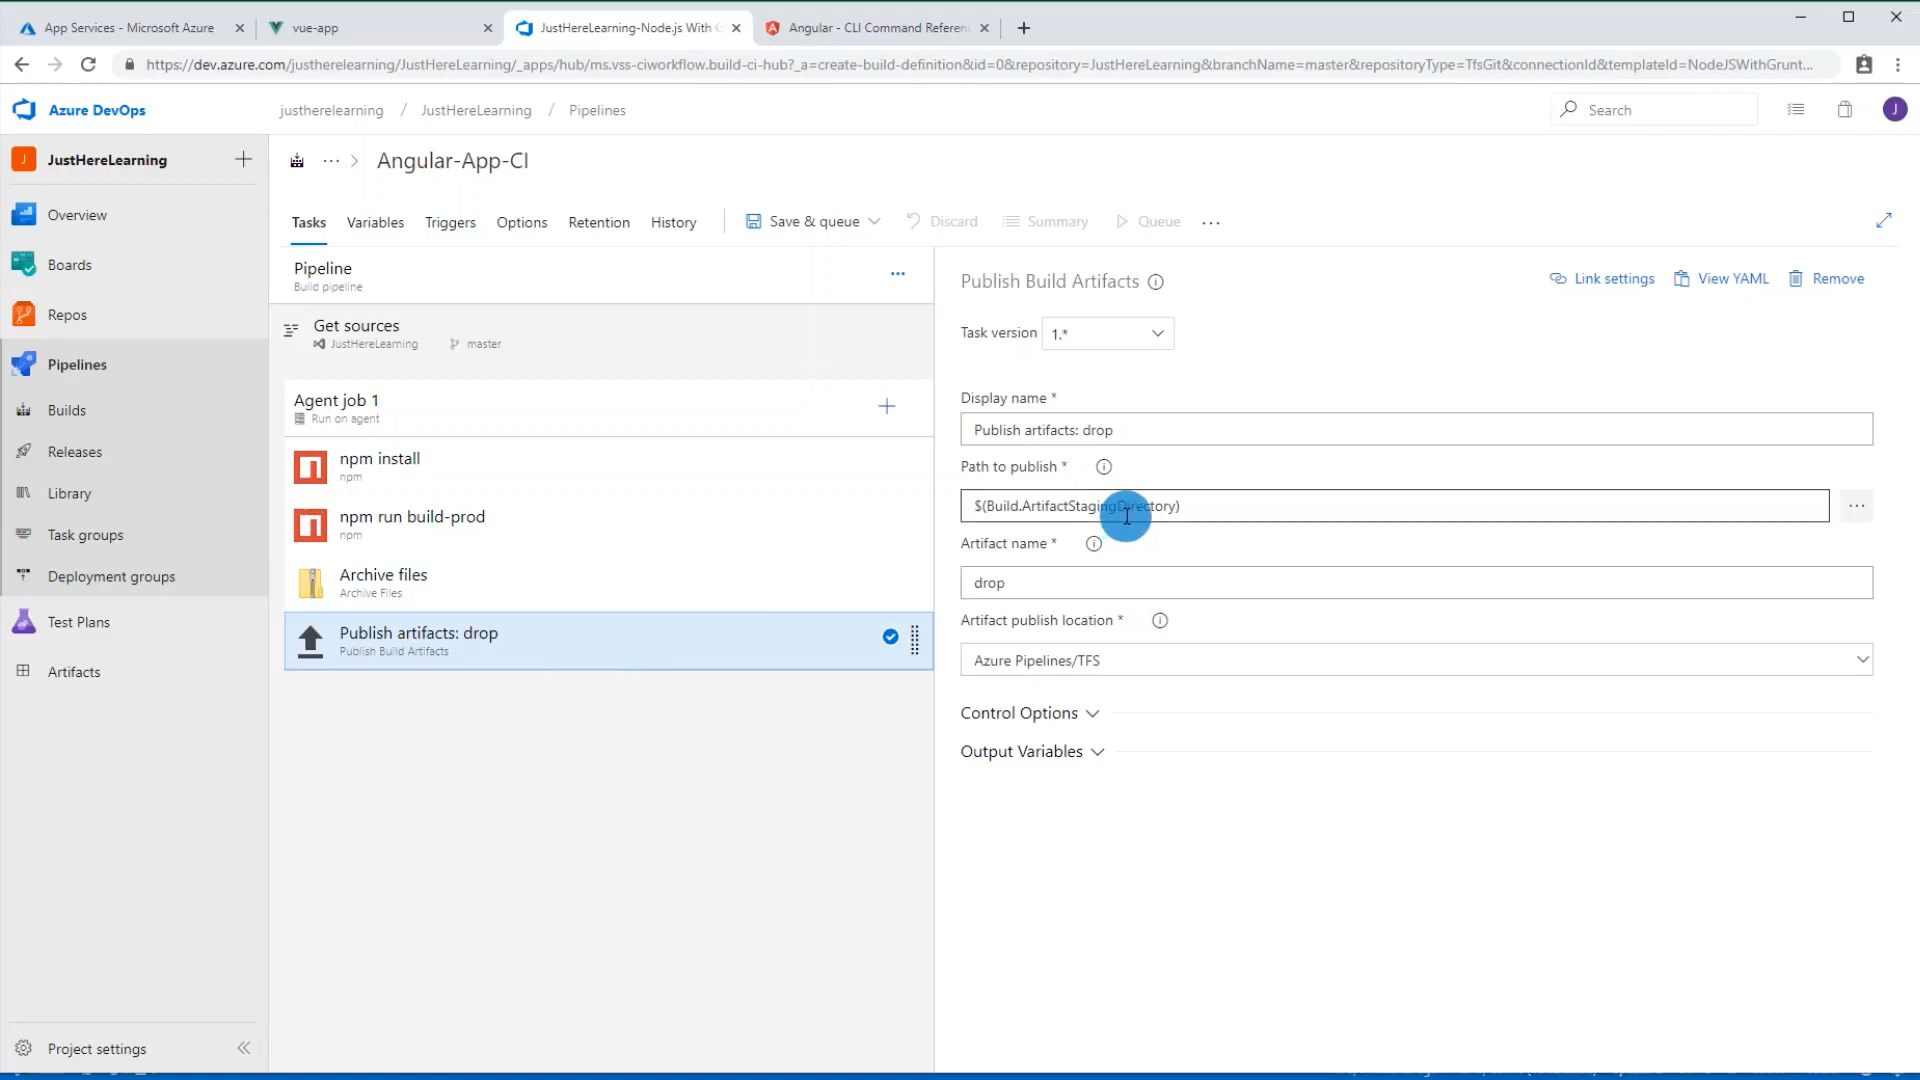 App Services - Microsoft Azure
vue-app
JustHereLearning-Node.js With G
Angular - CLI Command Referen
https://dev.azure.com/justherelearning/JustHereLearning/_apps/hub/ms.vss-ciworkflow.build-ci-hub?_a=create-build-definition&id=0&repository=JustHereLearning&branchName=master&repositoryType=TfsGit&connectionId&templateId=NodeJSWithGrunt...
Azure DevOps
justherelearning / JustHereLearning / Pipelines
Search
J
J JustHereLearning
Overview
Boards
Repos
Pipelines
Builds
Releases
Library
Task groups
Deployment groups
Test Plans
Artifacts
Project settings
... > Angular-App-CI
Tasks Variables Triggers Options Retention History Save & queue Discard Summary Queue ...
Pipeline
Build pipeline
Get sources
JustHereLearning master
Agent job 1
Run on agent
npm install
npm
npm run build-prod
npm
Archive files
Archive Files
Publish artifacts: drop
Publish Build Artifacts
Publish Build Artifacts
Link settings View YAML Remove
Task version 1.*
Display name *
Publish artifacts: drop
Path to publish *
$(Build.ArtifactStagingDirectory)
Artifact name *
drop
Artifact publish location *
Azure Pipelines/TFS
Control Options
Output Variables